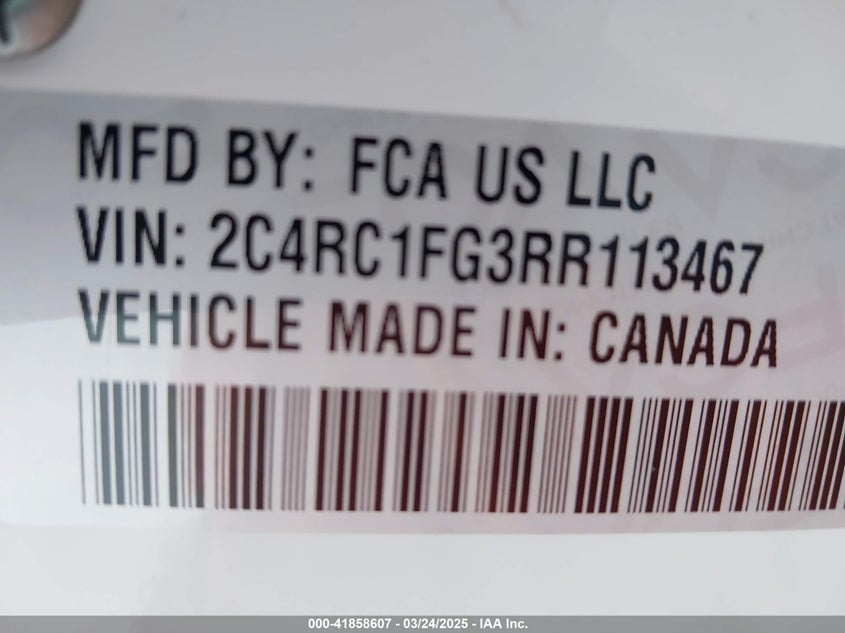 MFD BY: FCA US LLC
VIN: 2C4RC1FG3RR113467
VEHICLE MADE IN: CANADA
000-41858607 - 03/24/2025 - IAA Inc.